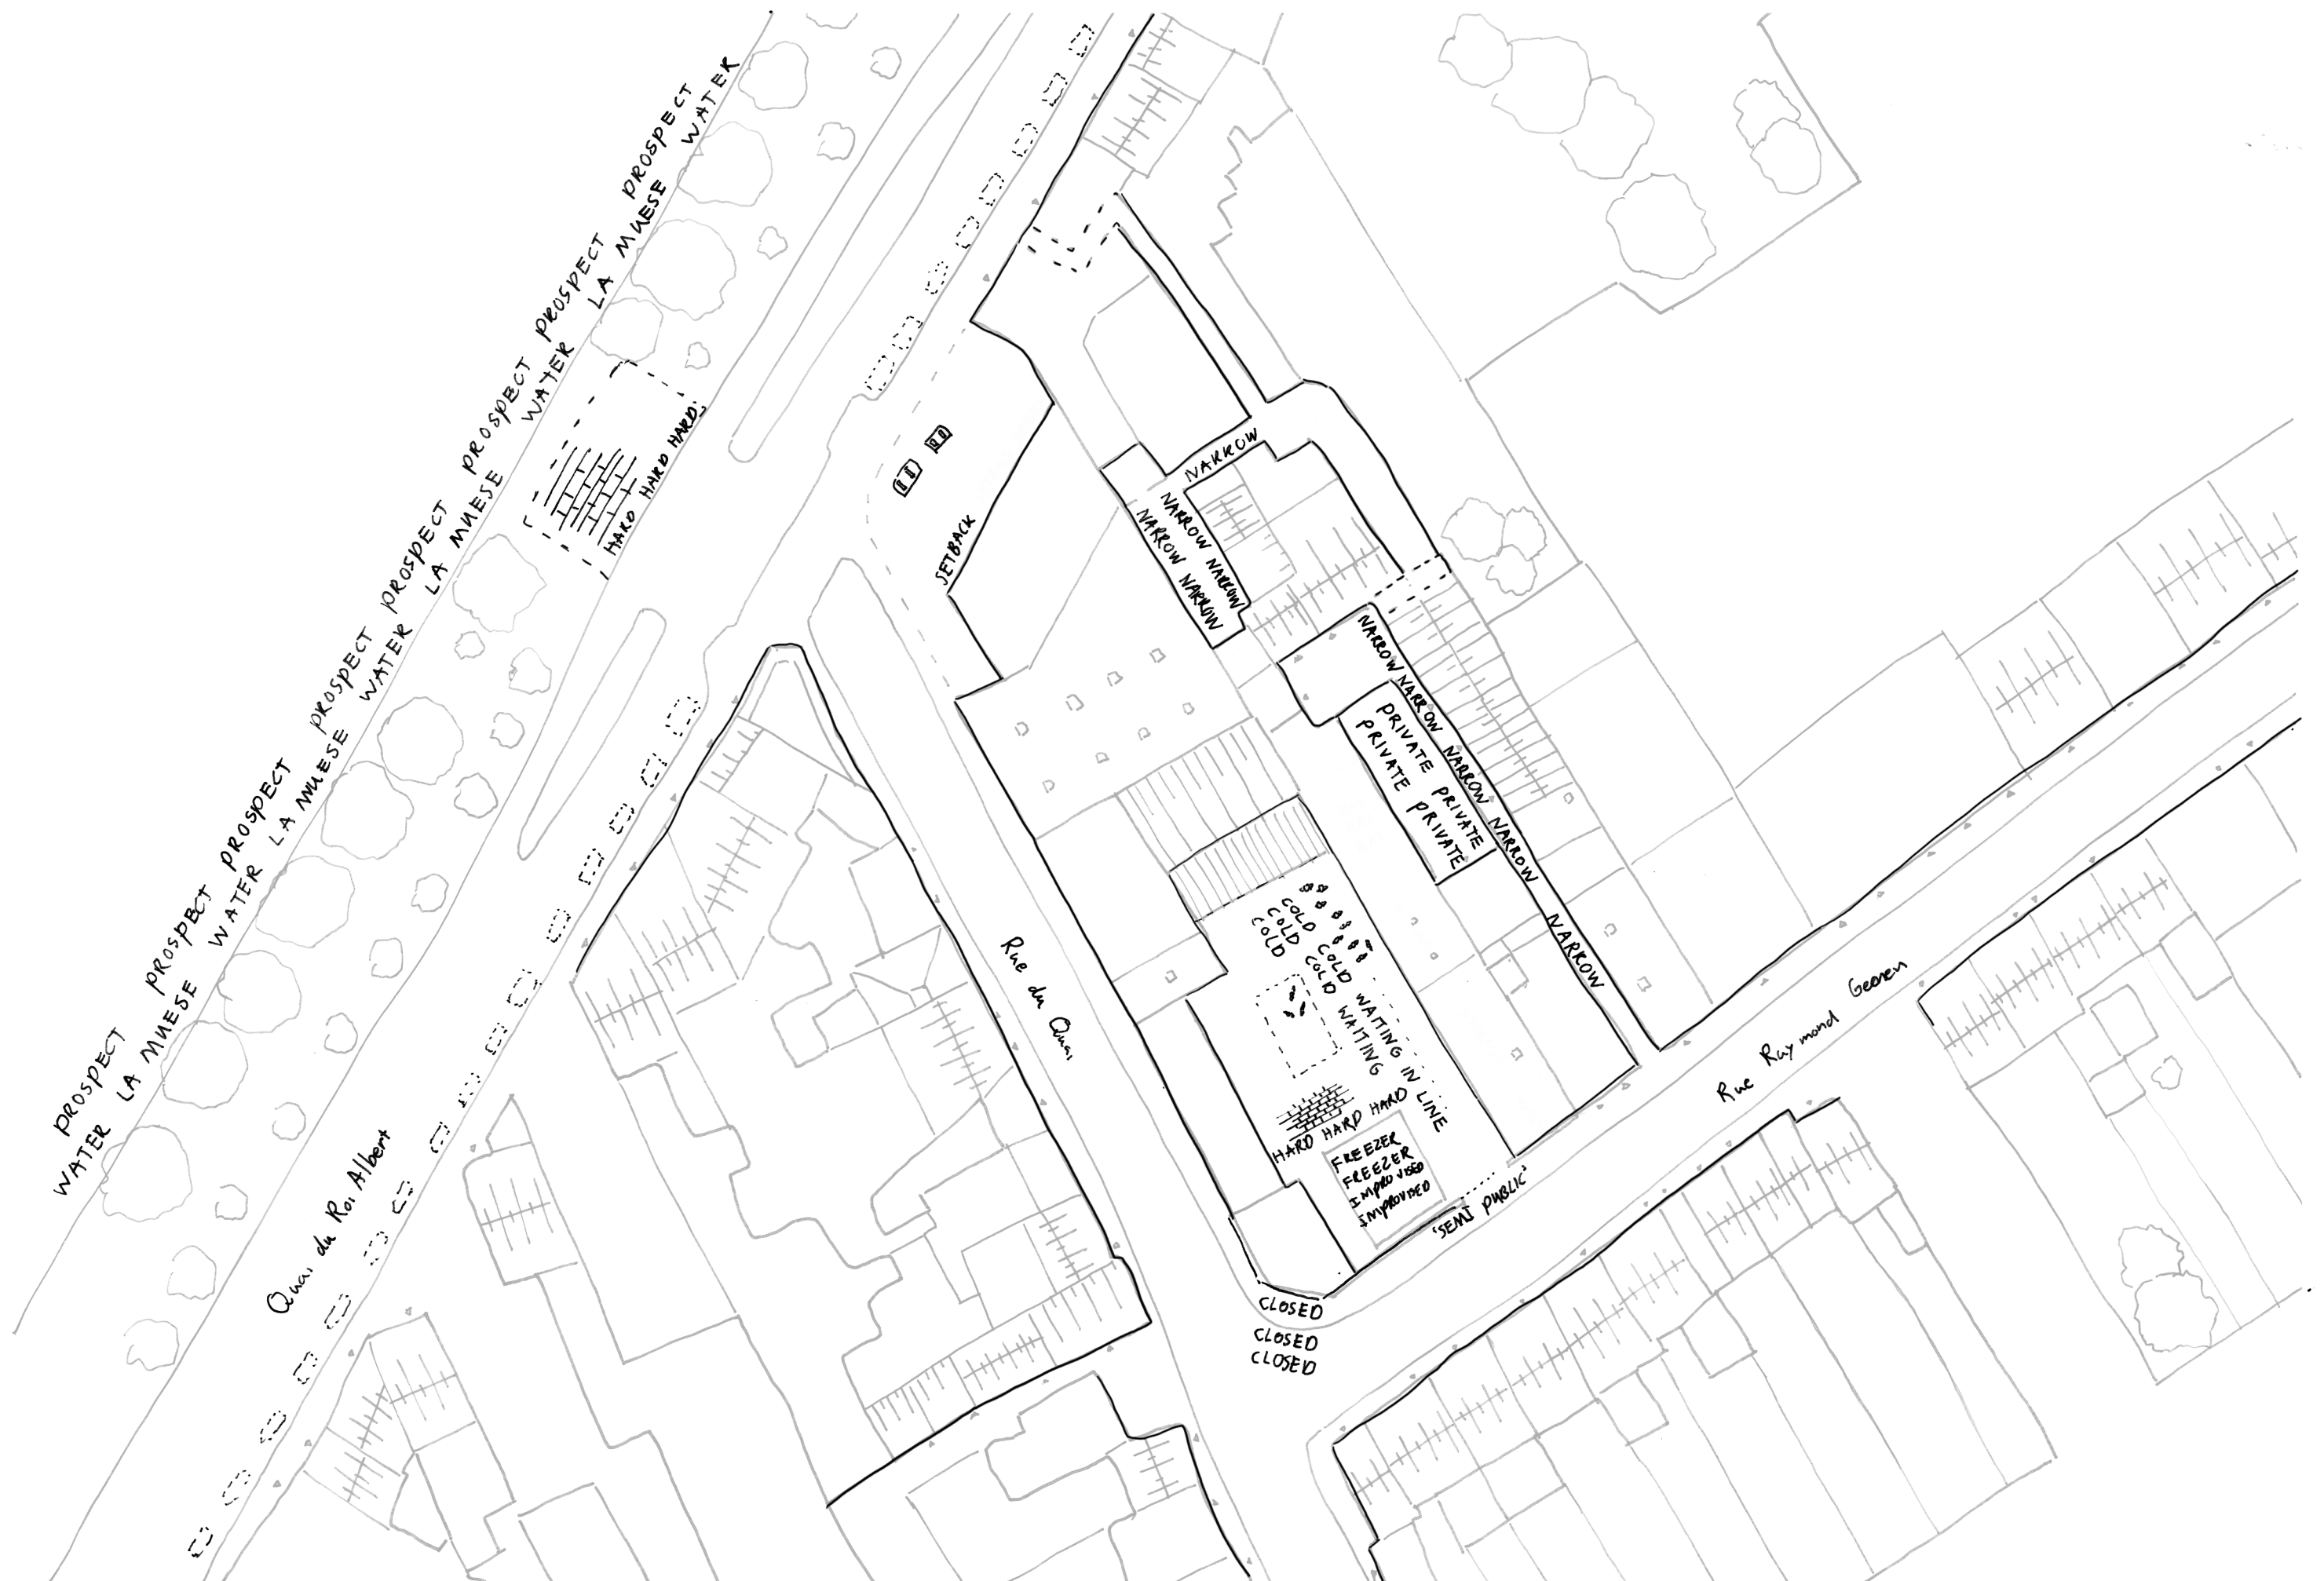 PROSPECT PROSPECT PROSPECT PROSPECT PROSPECT PROSPECT PROSPECT PROSPECT PROSPECT
WATER LA MUESE WATER LA MUESE WATER LA MUESE WATER LA MUESE WATER
HARD HARD HARD
SETBACK
NARROW
NARROW NARROW
NARROW NARROW
NARROW NARROW NARROW NARROW NARROW
PRIVATE PRIVATE
PRIVATE PRIVATE
COLD COLD WAITING IN LINE
COLD COLD WAITING
COLD
HARD HARD HARD
FREEZER
FREEZER
IMPROVISED
IMPROVISED
'SEMI PUBLIC'
CLOSED
CLOSED
CLOSED
Rue du Quai
Quai du Roi Albert
Rue Raymond Geenen